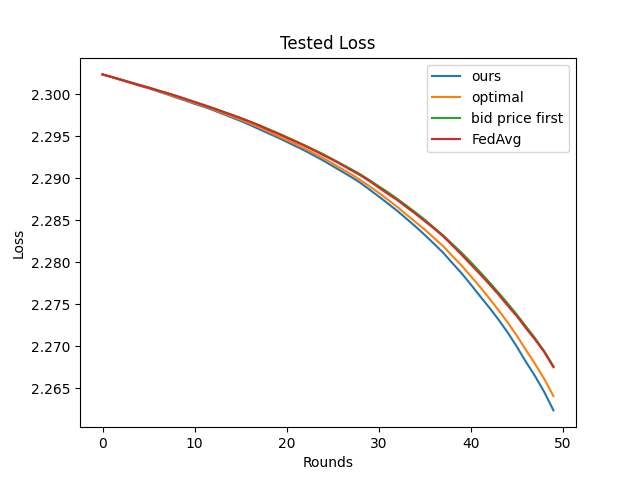 Tested Loss
ours
optimal
bid price first
FedAvg
2.300
2.295
2.290
2.285
2.280
2.275
2.270
2.265
Loss
0 10 20 30 40 50
Rounds